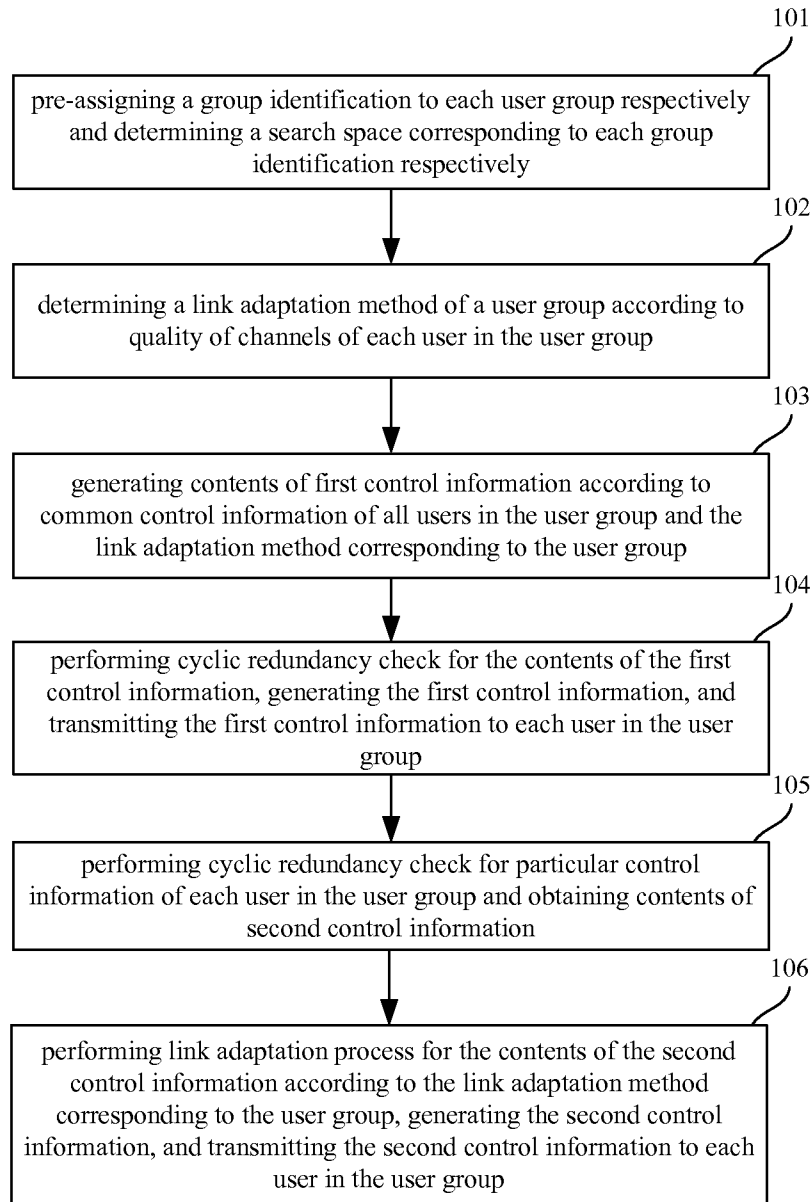 101
pre-assigning a group identification to each user group respectively
and determining a search space corresponding to each group
identification respectively
102
determining a link adaptation method of a user group according to
quality of channels of each user in the user group
103
generating contents of first control information according to
common control information of all users in the user group and the
link adaptation method corresponding to the user group
104
performing cyclic redundancy check for the contents of the first
control information, generating the first control information, and
transmitting the first control information to each user in the user
group
105
performing cyclic redundancy check for particular control
information of each user in the user group and obtaining contents of
second control information
106
performing link adaptation process for the contents of the second
control information according to the link adaptation method
corresponding to the user group, generating the second control
information, and transmitting the second control information to each
user in the user group